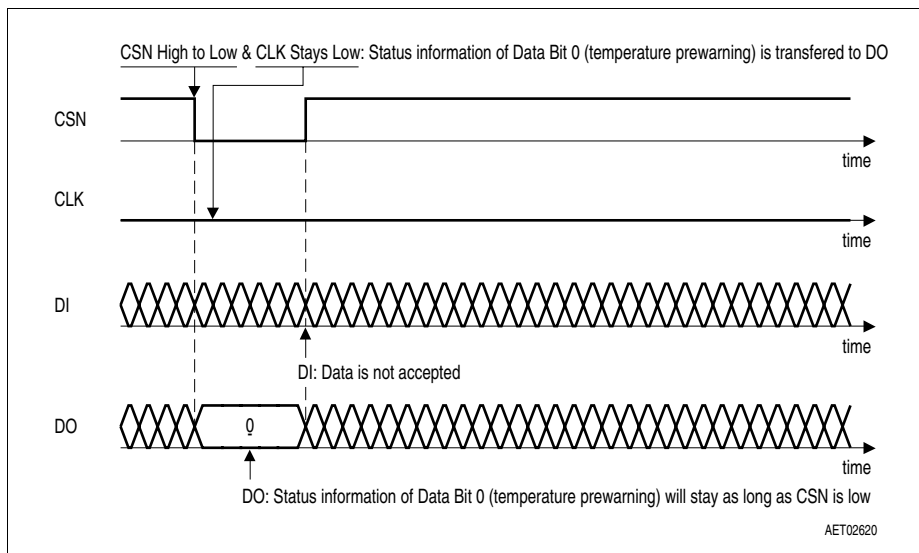 CSN High to Low & CLK Stays Low: Status information of Data Bit 0 (temperature prewarning) is transfered to DO
CSN
time
CLK
time
DI
time
DI: Data is not accepted
DO
0
time
DO: Status information of Data Bit 0 (temperature prewarning) will stay as long as CSN is low
AET02620